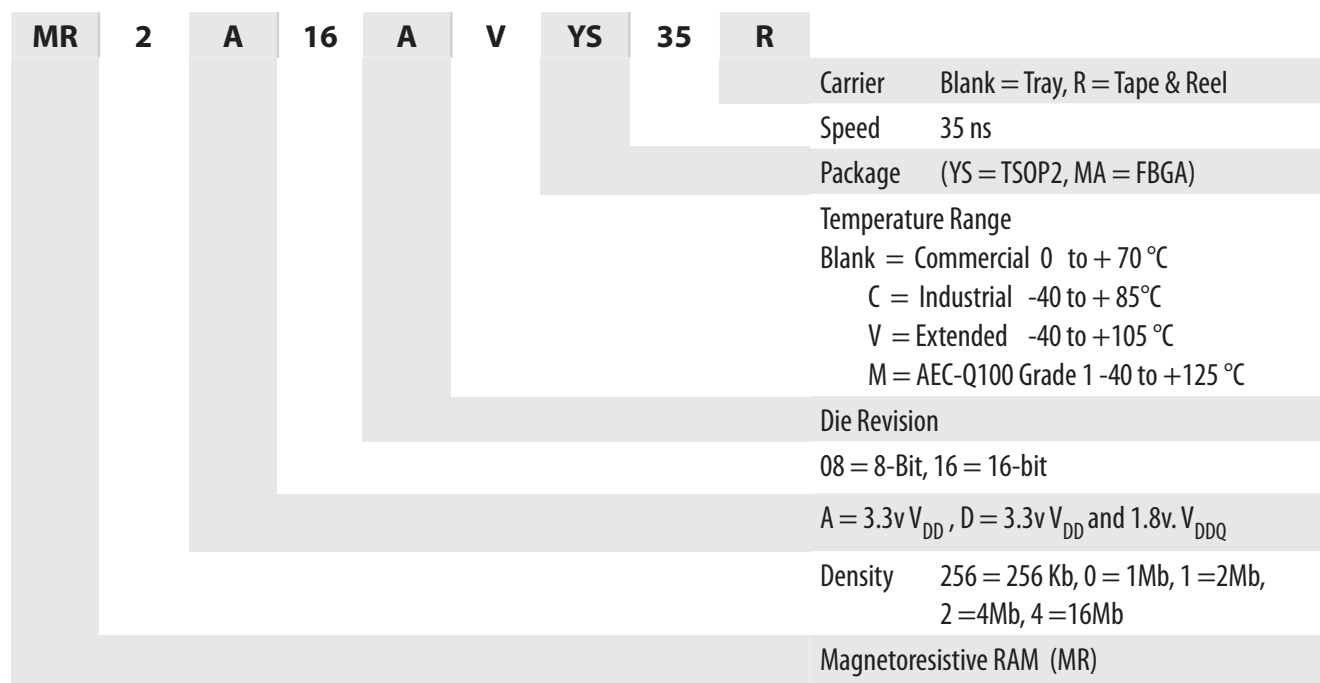 MR 2 A 16 A V YS 35 R
Carrier Blank = Tray, R = Tape & Reel
Speed 35 ns
Package (YS = TSOP2, MA = FBGA)
Temperature Range
Blank = Commercial 0 to + 70 °C
C = Industrial -40 to + 85°C
V = Extended -40 to +105 °C
M = AEC-Q100 Grade 1 -40 to +125 °C
Die Revision
08 = 8-Bit, 16 = 16-bit
A = 3.3v VDD , D = 3.3v VDD and 1.8v. VDDQ
Density 256 = 256 Kb, 0 = 1Mb, 1 =2Mb,
2 =4Mb, 4 =16Mb
Magnetoresistive RAM (MR)